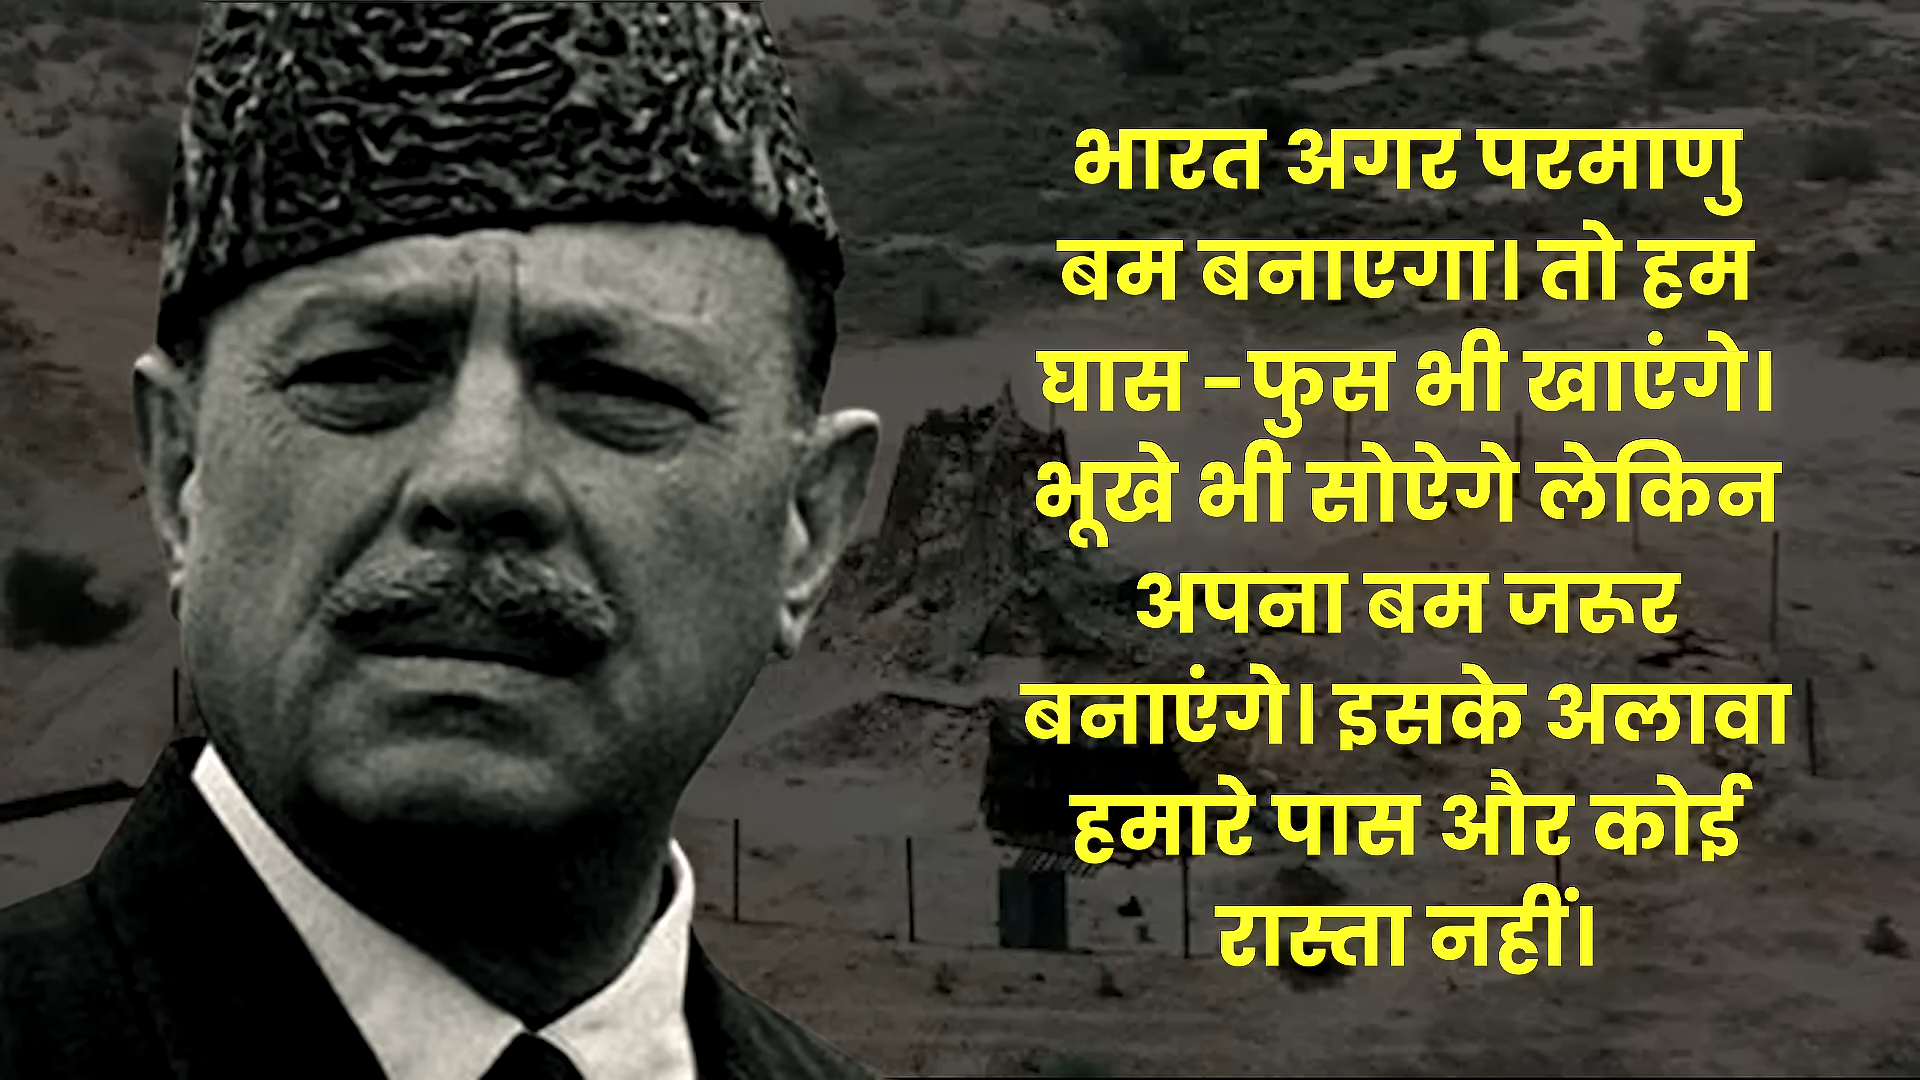 भारत अगर परमाणु
बम बनाएगा। तो हम
घास -फुस भी खाएंगे।
भूखे भी सोऐगे लेकिन
अपना बम जरूर
बनाएंगे। इसके अलावा
हमारे पास और कोई
रास्ता नहीं।